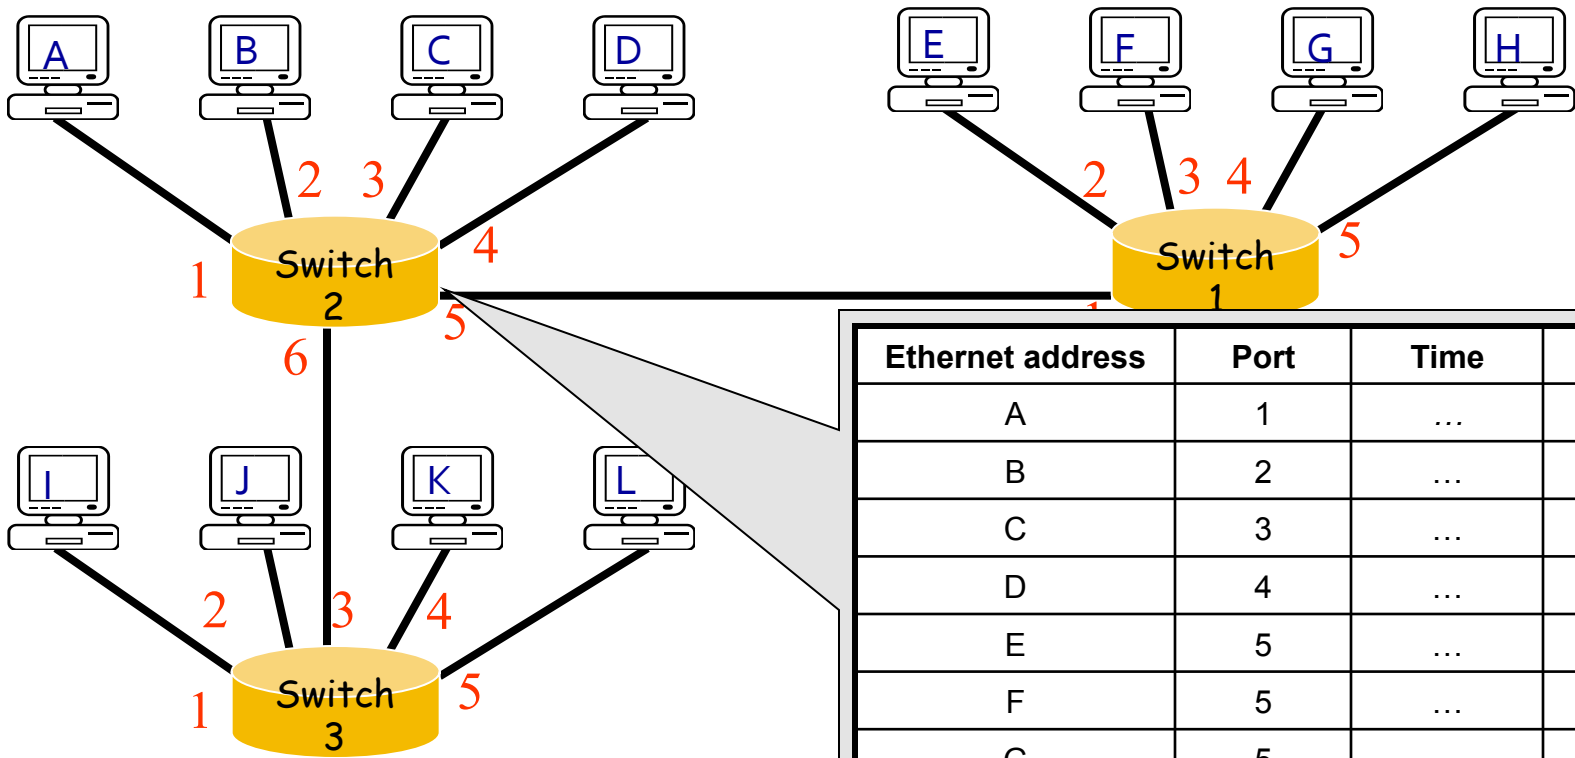 A
B
C
D
E
F
G
H
2
3
2
3
4
1
Switch
2
4
5
6
Switch
1
5
Ethernet address Port Time
A 1 ...
B 2 ...
C 3 ...
D 4 ...
E 5 ...
F 5 ...
I
J
K
L
2
3
4
1
Switch
3
5